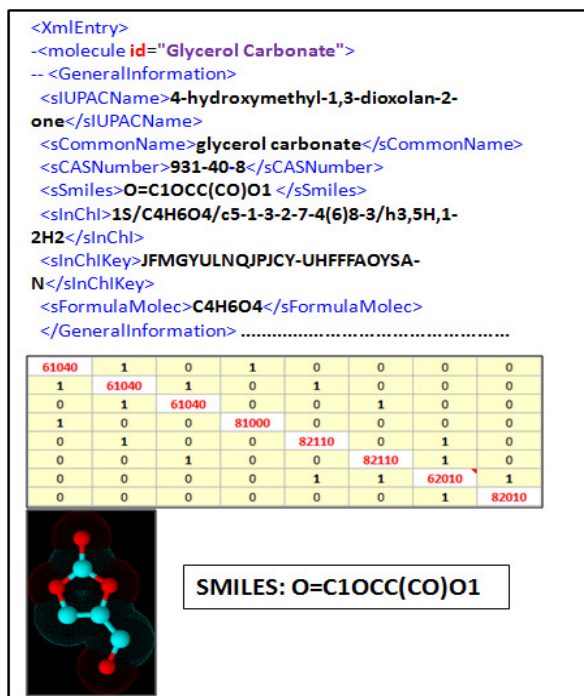 <XmlEntry>
-<molecule id="Glycerol Carbonate">
-- <GeneralInformation>
<sIUPACName>4-hydroxymethyl-1,3-dioxolan-2-
one</sIUPACName>
<sCommonName>glycerol carbonate</sCommonName>
<sCASNumber>931-40-8</sCASNumber>
<sSmiles>O=C1OCC(CO)O1 </sSmiles>
<sInChI>1S/C4H6O4/c5-1-3-2-7-4(6)8-3/h3,5H,1-
2H2</sInChI>
<sInChIKey>JFMGYULNQJPJCY-UHFFFAOYSA-
N</sInChIKey>
<sFormulaMolec>C4H6O4</sFormulaMolec>
</GeneralInformation> ................................................
61040 1 0 1 0 0 0 0
1 61040 1 0 1 0 0 0
0 1 61040 0 0 1 0 0
1 0 0 81000 0 0 0 0
0 1 0 0 82110 0 1 0
0 0 1 0 0 82110 1 0
0 0 0 0 1 1 62010 1
0 0 0 0 0 0 1 82010
SMILES: O=C1OCC(CO)O1